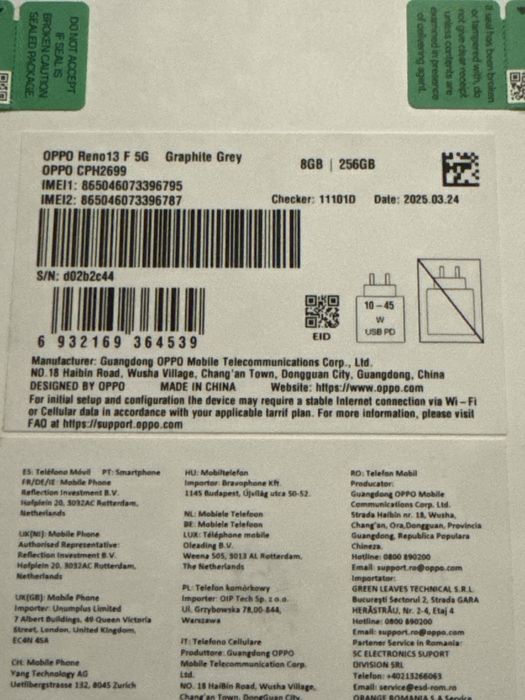 DO NOT ACCEPT
IF SEAL IS
BROKEN CAUTION
SEALED PACKAGE
If seal has been broken
or tampered with, do
not give clear receipt
unless contents are
examined in presence
of delivering agent.
OPPO Reno13 F 5G Graphite Grey
8GB | 256GB
OPPO CPH2699
IMEI1: 865046073396795
IMEI2: 865046073396787
Checker: 11101D Date: 2025.03.24
S/N: d02b2c44
6 932169 364539
EID
10–45
W
USB PD
Manufacturer: Guangdong OPPO Mobile Telecommunications Corp., Ltd.
NO.18 Haibin Road, Wusha Village, Chang'an Town, Dongguan City, Guangdong, China
DESIGNED BY OPPO MADE IN CHINA Website: https://www.oppo.com
For initial setup and configuration the device may require a stable Internet connection via Wi-Fi
or Cellular data in accordance with your applicable tarrif plan. For more information, please visit
FAQ at https://support.oppo.com
ES: Teléfono Móvil PT: Smartphone
FR/DE/IE: Mobile Phone
Reflection Investment B.V.
Hofplein 20, 3032AC Rutterdam,
Netherlands
UK(NI): Mobile Phone
Authorised Representative:
Reflection Investment B.V.
Hofplein 20, 3032AC Rutterdam,
Netherlands
UK(GB): Mobile Phone
Importer: Unumplus Limited
7 Albert Buildings, 49 Queen Victoria
Street, London, United Kingdom,
EC4N 4SA
CH: Mobile Phone
Yang Technology AG
Uetlibergstrasse 132, 8045 Zurich
HU: Mobiltelefon
Importer: Bravophone Kft.
1145 Budapest, Újvilág utca 50-52.
NL: Mobiele Telefoon
BE: Mobiele Telefoon
LUX: Téléphone mobile
Oleading B.V.
Weena 505, 3013 AL Rotterdam,
The Netherlands
PL: Telefon komórkowy
Importer: OIP Tech Sp. z o.o.
Ul. Grzybowska 78,00-844,
Warszawa
IT: Telefono Cellulare
Produttore: Guangdong OPPO
Mobile Telecommunication Corp.
Ltd.
NO. 18 HaiBin Road, Wusha Village,
Chang'an Town, DongGuan City,
RO: Telefon Mobil
Producator:
Guangdong OPPO Mobile
Communications Corp. Ltd.
Strada Haibin nr. 18, Wusha,
Chang'an, Ora,Dongguan, Provincia
Guangdong, Republica Populara
Chineza.
Hotline: 0800 890200
Email: support.ro@oppo.com
Importator:
GREEN LEAVES TECHNICAL S.R.L.
București Sectorul 2, Strada GARA
HERĂSTRĂU, Nr. 2-4, Etaj 4
Hotline: 0800 890200
Email: support.ro@oppo.com
Partener de Service in Romania:
SC ELECTRONICS SUPORT
DIVISION SRL
Telefon: +40213266063
Email: service@esd-rom.ro
ORANGE ROMANIA S.A Service